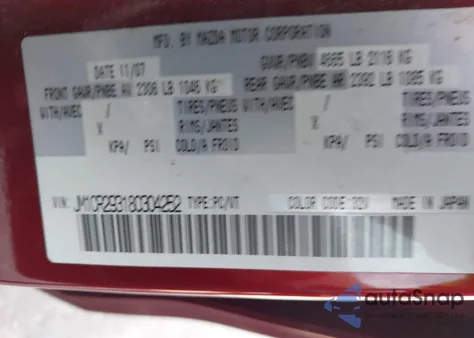 MFD. BY MAZDA MOTOR CORPORATION
DATE 11/07 GVWR/PNBV 4665 LB 2116 KG
FRONT GAWR/PNBE AV 2306 LB 1046 KG REAR GAWR/PNBE AR 2392 LB 1085 KG
WITH/AVEC / TIRES/PNEUS WITH/AVEC / TIRES/PNEUS
X RIMS/JANTES X RIMS/JANTES
KPA/ PSI COLD/A FROID KPA/ PSI COLD/A FROID
VIN: JM1CR293180304252 TYPE:PC/VT COLOR CODE: 32V MADE IN JAPAN
autoSnap